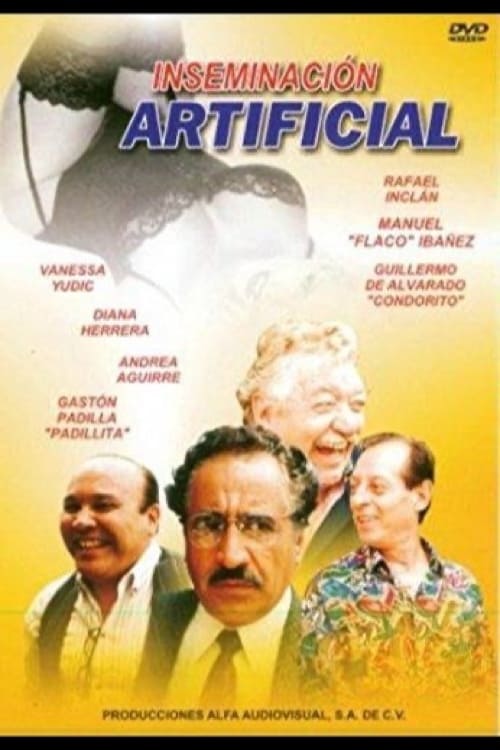 DVD
VIDEO
INSEMINACIÓN
ARTIFICIAL
RAFAEL
INCLÁN
MANUEL
"FLACO" IBAÑEZ
GUILLERMO
DE ALVARADO
"CONDORITO"
VANESSA
YUDIC
DIANA
HERRERA
ANDREA
AGUIRRE
GASTÓN
PADILLA
"PADILLITA"
PRODUCCIONES ALFA AUDIOVISUAL, S.A. DE C.V.